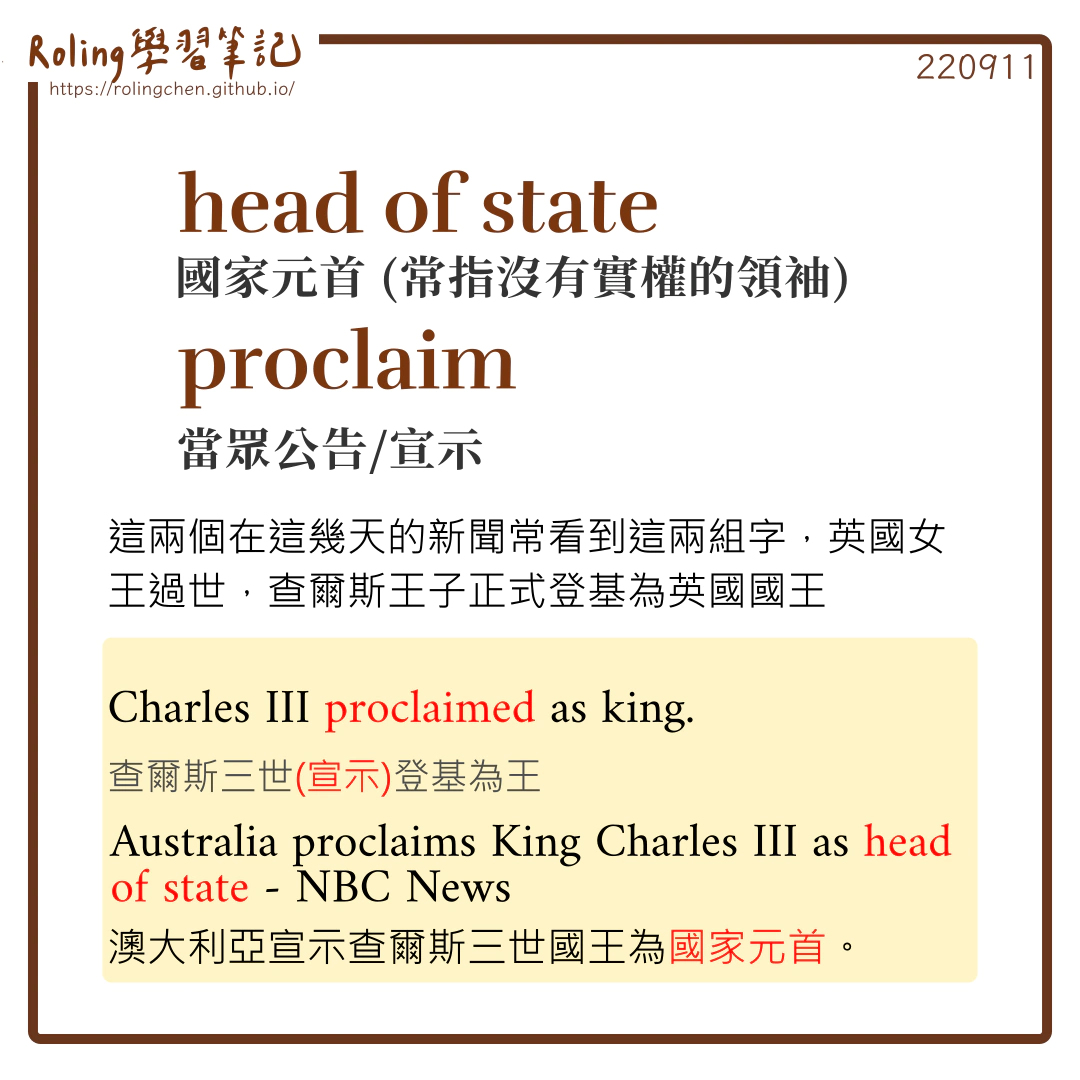 Roling學習筆記
https://rolingchen.github.io/
220911
head of state
國家元首 (常指沒有實權的領袖)
proclaim
當眾公告/宣示
這兩個在這幾天的新聞常看到這兩組字，英國女
王過世，查爾斯王子正式登基為英國國王
Charles III proclaimed as king.
查爾斯三世(宣示)登基為王
Australia proclaims King Charles III as head
of state - NBC News
澳大利亞宣示查爾斯三世國王為國家元首。